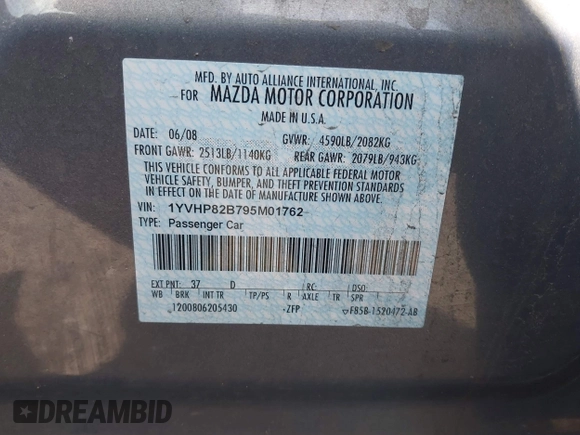 MFD. BY AUTO ALLIANCE INTERNATIONAL, INC.
FOR MAZDA MOTOR CORPORATION
MADE IN U.S.A.
DATE: 06/08 GVWR: 4590LB/2082KG
FRONT GAWR: 2513LB/1140KG REAR GAWR: 2079LB/943KG
THIS VEHICLE CONFORMS TO ALL APPLICABLE FEDERAL MOTOR
VEHICLE SAFETY, BUMPER, AND THEFT PREVENTION STANDARDS
IN EFFECT ON THE DATE OF MANUFACTURE SHOWN ABOVE.
VIN: 1YVHP82B795M01762
TYPE: Passenger Car
EXT PNT: 37 D RC: DSO:
WB BRK INT TR TP/PS R AXLE TR SPR
1200806205430 ZFP F85B-1520472-AB
DREAMBID